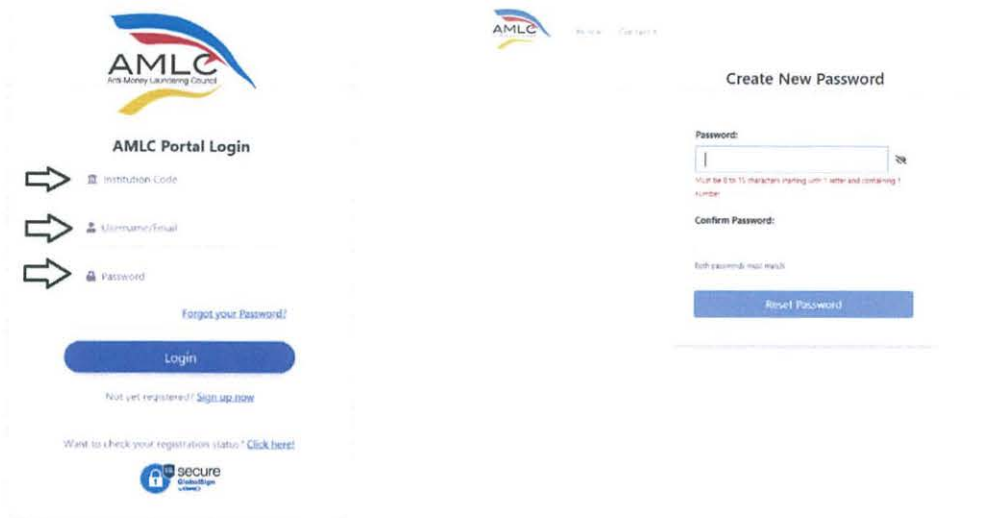 AMLC
Anti-Money Laundering Council
AMLC Portal Login
Institution Code
Username/Email
Password
Forgot your Password?
Login
Not yet registered? Sign up now
Want to check your registration status? Click here!
secure
GlobalSign
AMLC
Contact
Create New Password
Password:
Must be 8 to 15 characters starting with 1 letter and containing 1
number
Confirm Password:
Both passwords must match
Reset Password